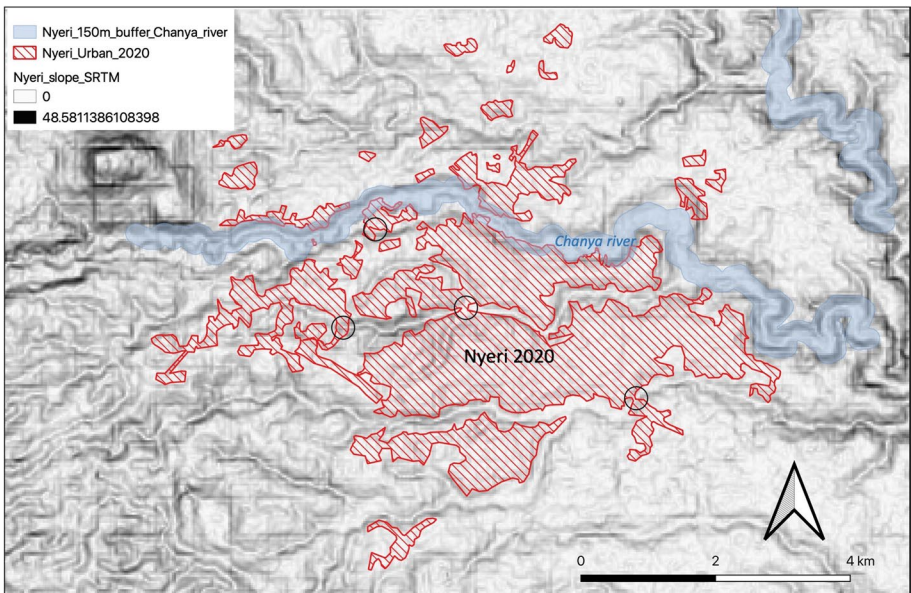 Nyeri_150m_buffer_Chanya_river
Nyeri_Urban_2020
Nyeri_slope_SRTM
0
48.5811386108398
Chanya river
Nyeri 2020
0 2 4 km